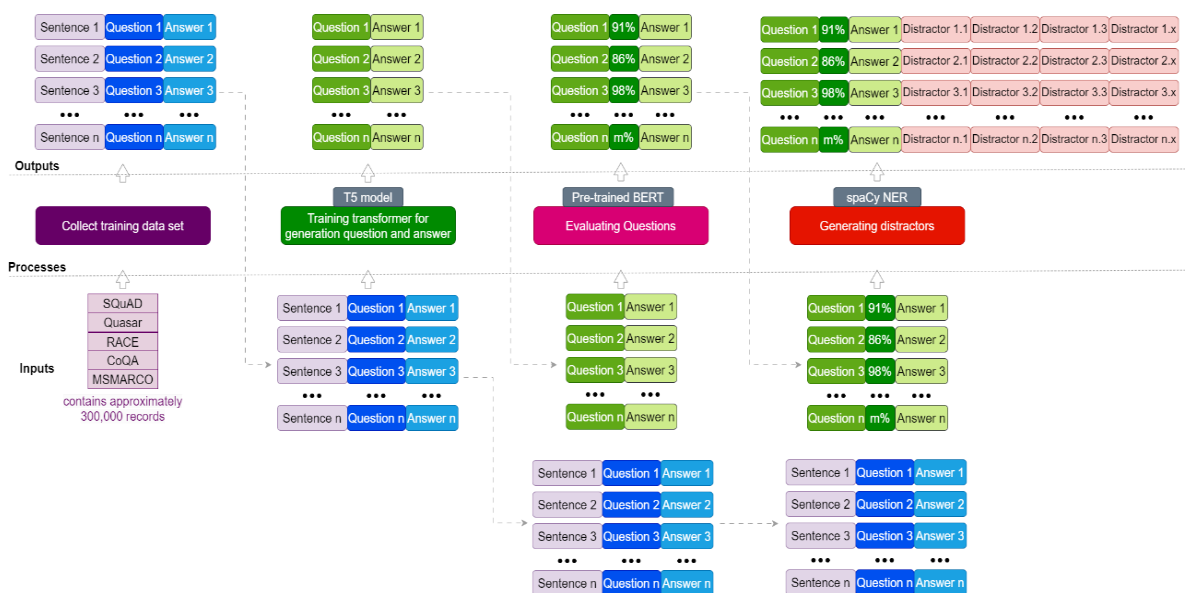 Sentence 1 Question 1 Answer 1
Sentence 2 Question 2 Answer 2
Sentence 3 Question 3 Answer 3
••• ••• •••
Sentence n Question n Answer n
Question 1 Answer 1
Question 2 Answer 2
Question 3 Answer 3
••• •••
Question n Answer n
Question 1 91% Answer 1
Question 2 86% Answer 2
Question 3 98% Answer 3
••• ••• •••
Question n m% Answer n
Question 1 91% Answer 1 Distractor 1.1 Distractor 1.2 Distractor 1.3 Distractor 1.x
Question 2 86% Answer 2 Distractor 2.1 Distractor 2.2 Distractor 2.3 Distractor 2.x
Question 3 98% Answer 3 Distractor 3.1 Distractor 3.2 Distractor 3.3 Distractor 3.x
••• ••• ••• ••• ••• ••• •••
Question n m% Answer n Distractor n.1 Distractor n.2 Distractor n.3 Distractor n.x
Outputs
Collect training data set
T5 model
Training transformer for
generation question and answer
Pre-trained BERT
Evaluating Questions
spaCy NER
Generating distractors
Processes
Inputs
SQuAD
Quasar
RACE
CoQA
MSMARCO
contains approximately
300,000 records
Sentence 1 Question 1 Answer 1
Sentence 2 Question 2 Answer 2
Sentence 3 Question 3 Answer 3
••• ••• •••
Sentence n Question n Answer n
Question 1 Answer 1
Question 2 Answer 2
Question 3 Answer 3
••• •••
Question n Answer n
Question 1 91% Answer 1
Question 2 86% Answer 2
Question 3 98% Answer 3
••• ••• •••
Question n m% Answer n
Sentence 1 Question 1 Answer 1
Sentence 2 Question 2 Answer 2
Sentence 3 Question 3 Answer 3
••• ••• •••
Sentence n Question n Answer n
Sentence 1 Question 1 Answer 1
Sentence 2 Question 2 Answer 2
Sentence 3 Question 3 Answer 3
••• ••• •••
Sentence n Question n Answer n